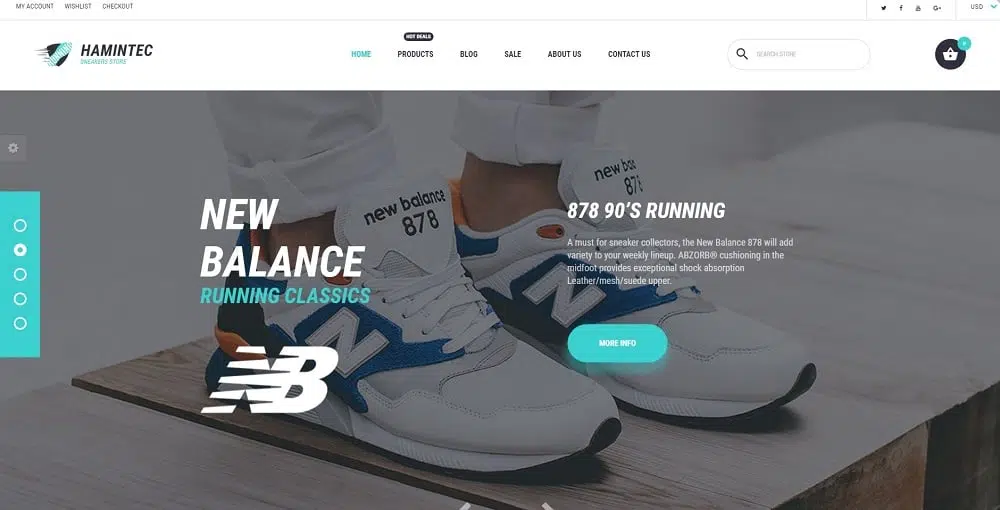 MY ACCOUNT WISHLIST CHECKOUT
USD
HAMINTEC
SNEAKERS STORE
HOT DEALS
HOME PRODUCTS BLOG SALE ABOUT US CONTACT US
SEARCH STORE
NEW
BALANCE
RUNNING CLASSICS
NB
new balance
878
new ba
878
N
N
878 90'S RUNNING
A must for sneaker collectors, the New Balance 878 will add
variety to your weekly lineup. ABZORB® cushioning in the
midfoot provides exceptional shock absorption
Leather/mesh/suede upper.
MORE INFO